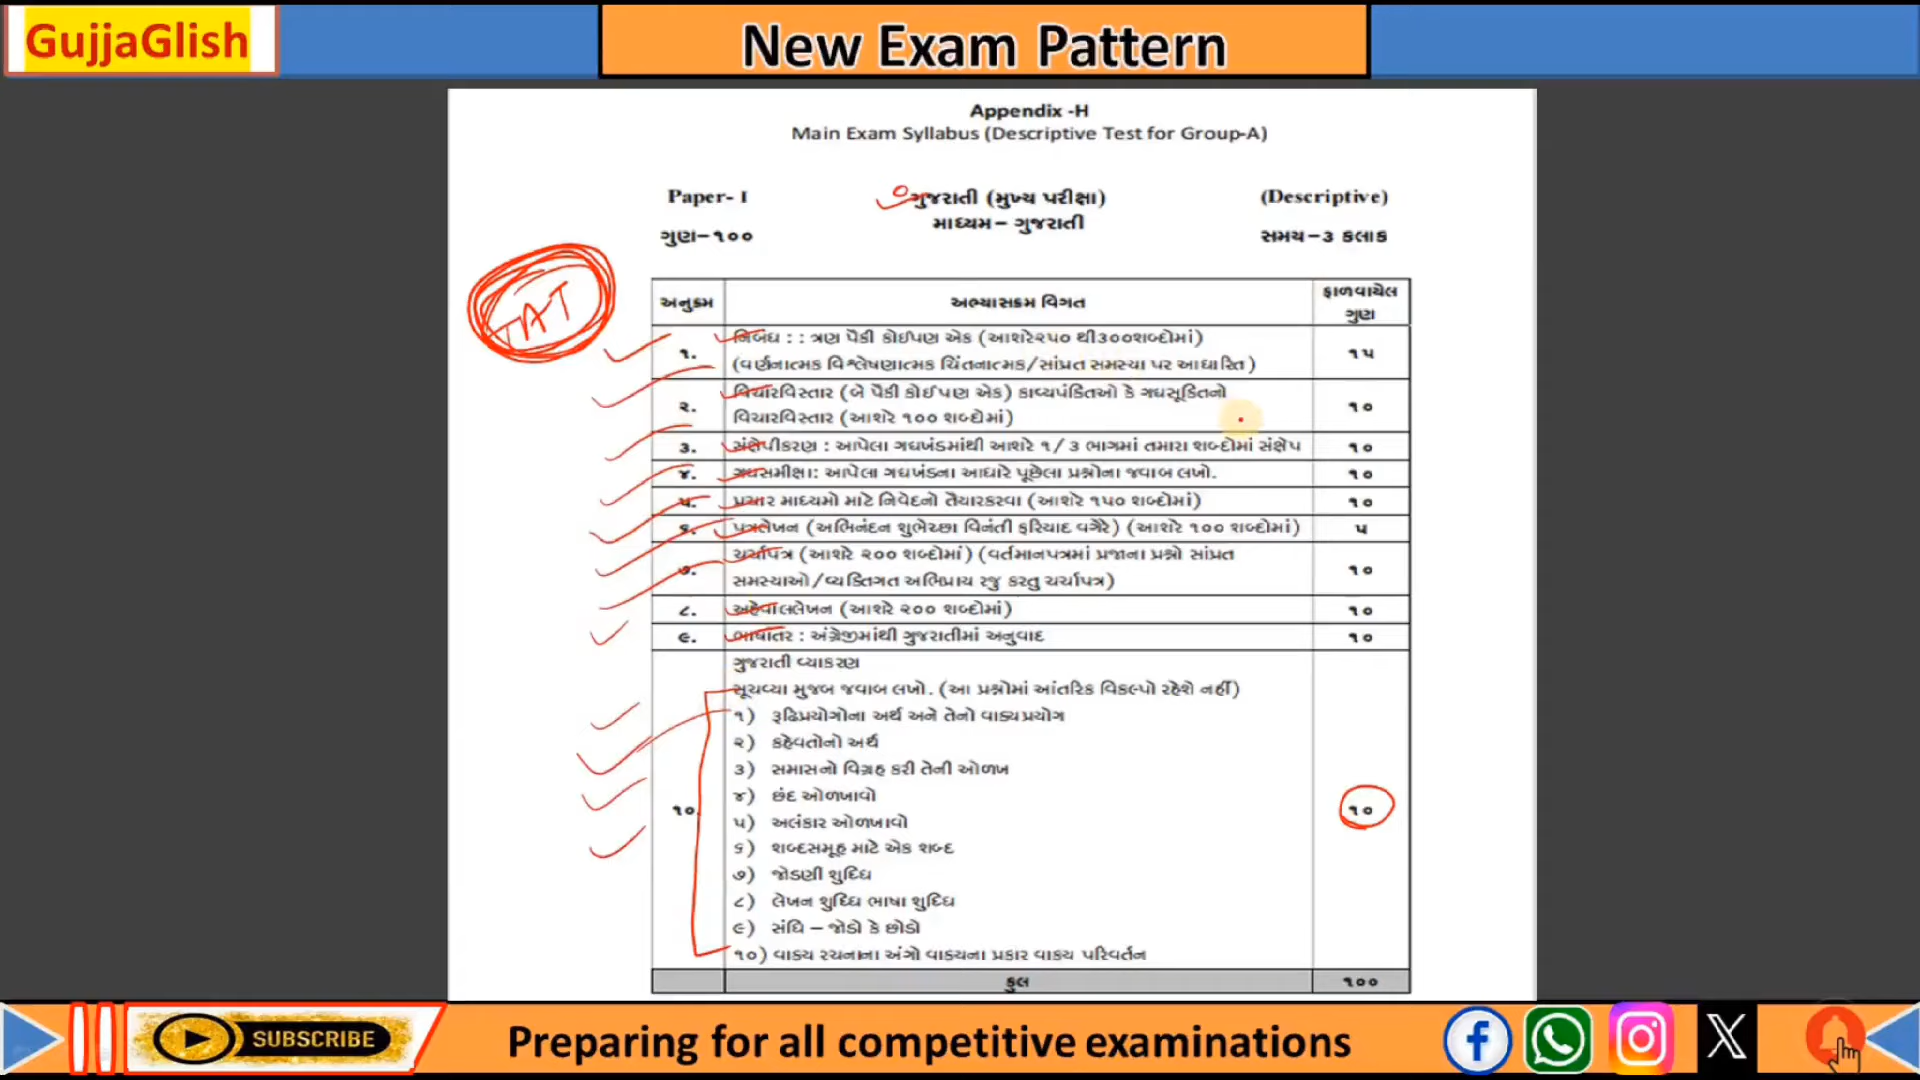 GujjaGlish
New Exam Pattern
Appendix -H
Main Exam Syllabus (Descriptive Test for Group-A)
Paper- I
ગુજરાતી (મુખ્ય પરીક્ષા)
(Descriptive)
માધ્યમ – ગુજરાતી
ગુણ–૧૦૦
સમય–૩ કલાક
TAT
અનુક્રમ
અભ્યાસક્રમ વિગત
ફાળવાયેલ
ગુણ
૧.
નિબંધ : : ત્રણ પૈકી કોઈપણ એક (આશરે૨૫૦ થી૩૦૦શબ્દોમાં)
(વર્ણનાત્મક વિશ્લેષણાત્મક ચિંતનાત્મક/સાંપ્રત સમસ્યા પર આધારિત)
૧૫
૨.
વિચારવિસ્તાર (બે પૈકી કોઈપણ એક) કાવ્યપંક્તિઓ કે ગદ્યસૂક્તિનો
વિચારવિસ્તાર (આશરે ૧૦૦ શબ્દોમાં)
૧૦
૩.
સંક્ષેપીકરણ : આપેલા ગદ્યખંડમાંથી આશરે ૧/૩ ભાગમાં તમારા શબ્દોમાં સંક્ષેપ
૧૦
૪.
ગદ્યસમીક્ષા: આપેલા ગદ્યખંડના આધારે પૂછેલા પ્રશ્નોના જવાબ લખો.
૧૦
૫.
પ્રચાર માધ્યમો માટે નિવેદનો તૈયારકરવા (આશરે ૧૫૦ શબ્દોમાં)
૧૦
૬.
પત્રલેખન (અભિનંદન શુભેચ્છા વિનંતી ફરિયાદ વગેરે) (આશરે ૧૦૦ શબ્દોમાં)
૫
૭.
ચર્ચાપત્ર (આશરે ૨૦૦ શબ્દોમાં) (વર્તમાનપત્રમાં પ્રજાના પ્રશ્નો સાંપ્રત
સમસ્યાઓ/વ્યક્તિગત અભિપ્રાય રજુ કરતુ ચર્ચાપત્ર)
૧૦
૮.
અહેવાલલેખન (આશરે ૨૦૦ શબ્દોમાં)
૧૦
૯.
ભાષાંતર : અંગ્રેજીમાંથી ગુજરાતીમાં અનુવાદ
૧૦
૧૦.
ગુજરાતી વ્યાકરણ
સૂચવ્યા મુજબ જવાબ લખો. (આ પ્રશ્નોમાં આંતરિક વિકલ્પો રહેશે નહીં)
૧) રૂઢિપ્રયોગોના અર્થ અને તેનો વાક્યપ્રયોગ
૨) કહેવતોનો અર્થ
૩) સમાસનો વિગ્રહ કરી તેની ઓળખ
૪) છંદ ઓળખાવો
૫) અલંકાર ઓળખાવો
૬) શબ્દસમૂહ માટે એક શબ્દ
૭) જોડણી શુદ્ધિ
૮) લેખન શુદ્ધિ ભાષા શુદ્ધિ
૯) સંધિ – જોડો કે છોડો
૧૦) વાક્ય રચનાના અંગો વાક્યના પ્રકાર વાક્ય પરિવર્તન
૧૦
કુલ
૧૦૦
SUBSCRIBE
Preparing for all competitive examinations